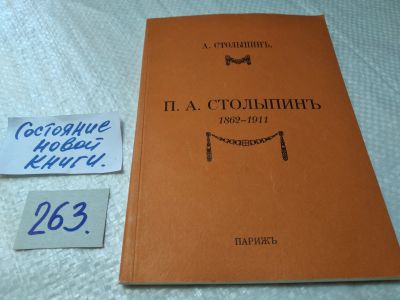 Состояние
новой
книги.
263.
А. СТОЛЫПИНЪ.
П. А. СТОЛЫПИНЪ
1862–1911
ПАРИЖЪ